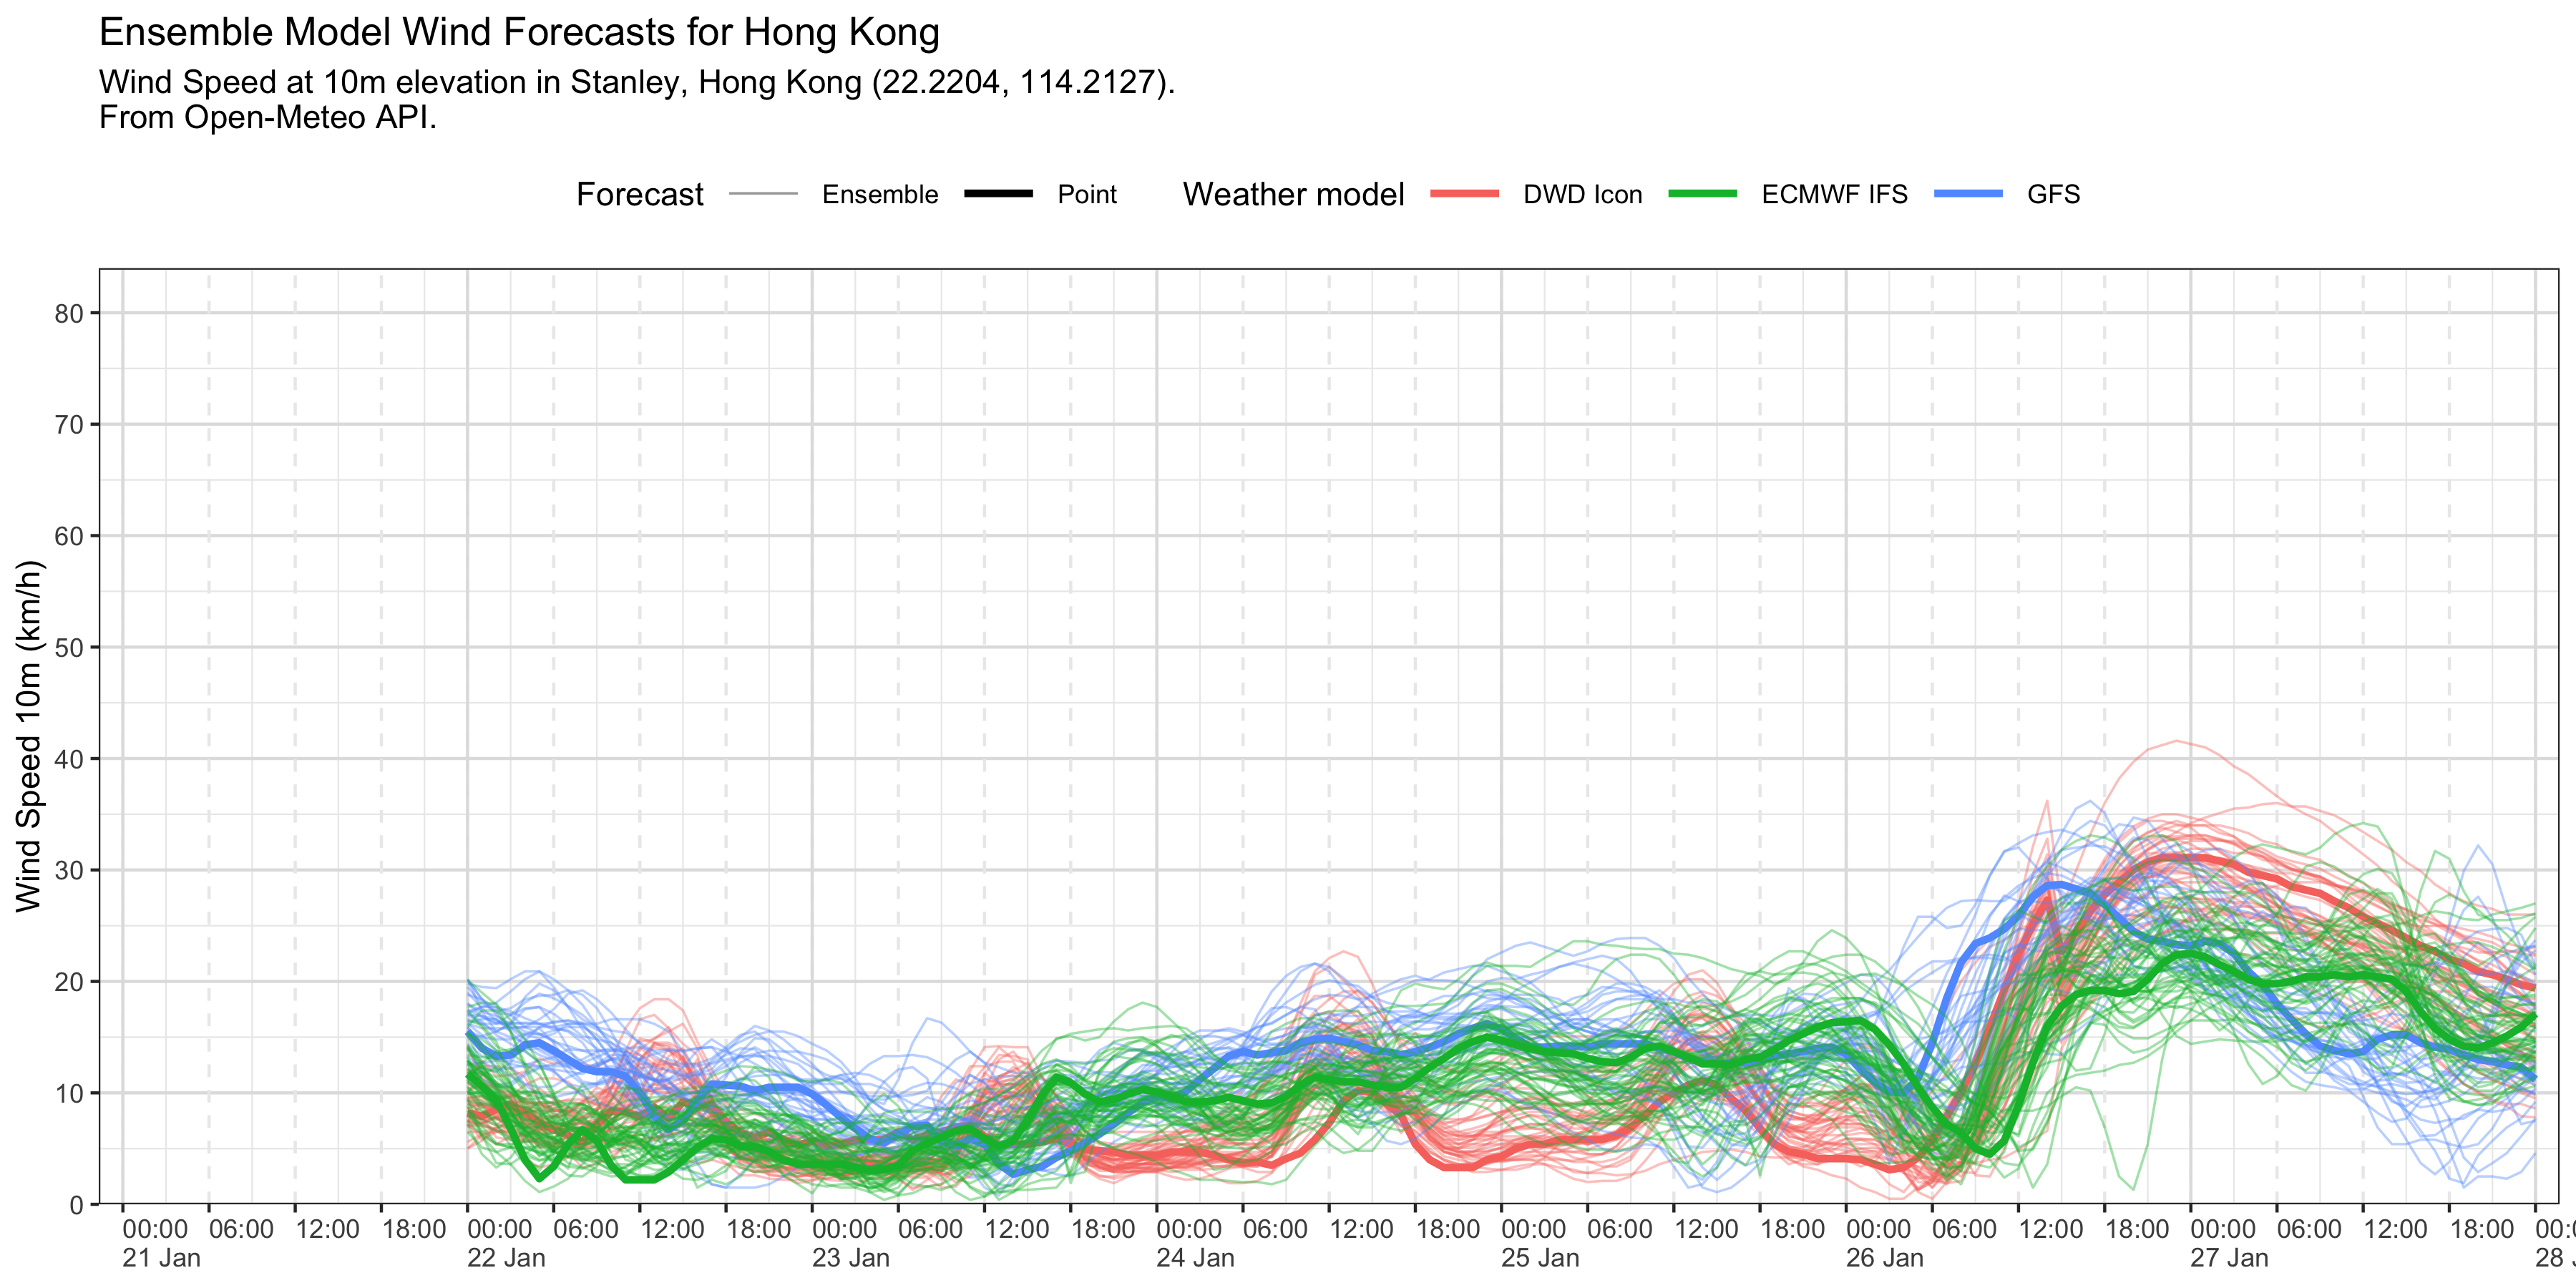 Ensemble Model Wind Forecasts for Hong Kong
Wind Speed at 10m elevation in Stanley, Hong Kong (22.2204, 114.2127).
From Open-Meteo API.
Forecast Ensemble Point Weather model DWD Icon ECMWF IFS GFS
Wind Speed 10m (km/h)
80
70
60
50
40
30
20
10
0
00:00 06:00 12:00 18:00 00:00 06:00 12:00 18:00 00:00 06:00 12:00 18:00 00:00 06:00 12:00 18:00 00:00 06:00 12:00 18:00 00:00 06:00 12:00 18:00 00:00 06:00 12:00 18:00
21 Jan 22 Jan 23 Jan 24 Jan 25 Jan 26 Jan 27 Jan 28